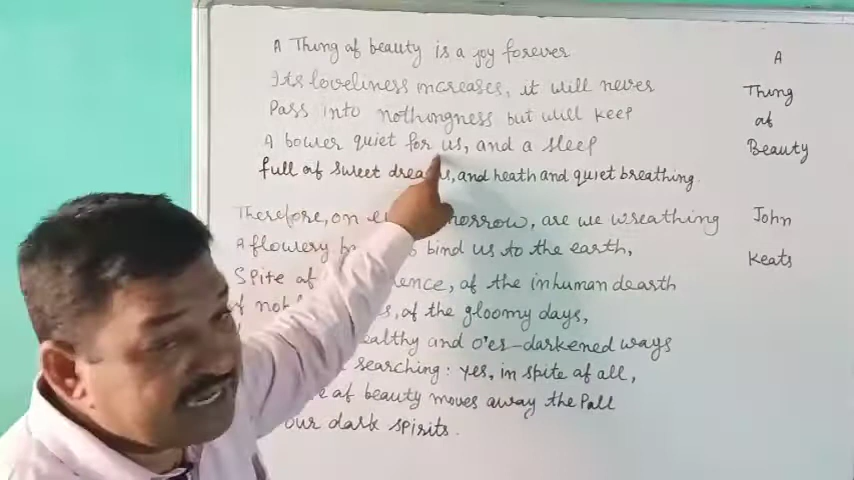 A Thing of beauty is a joy forever
Its loveliness increases, it will never
Pass into nothingness but will keep
A bower quiet for us, and a sleep
full of sweet and heath and quiet breathing.
Therefore, on morrow, are we wreathing
A flowery bind us to the earth,
Spite of of the inhuman dearth
of the gloomy days,
and o'es-darkened ways
searching: yes, in spite of all,
of beauty moves away the Pall
our dark spirits.
A
Thing
of
Beauty
John
Keats